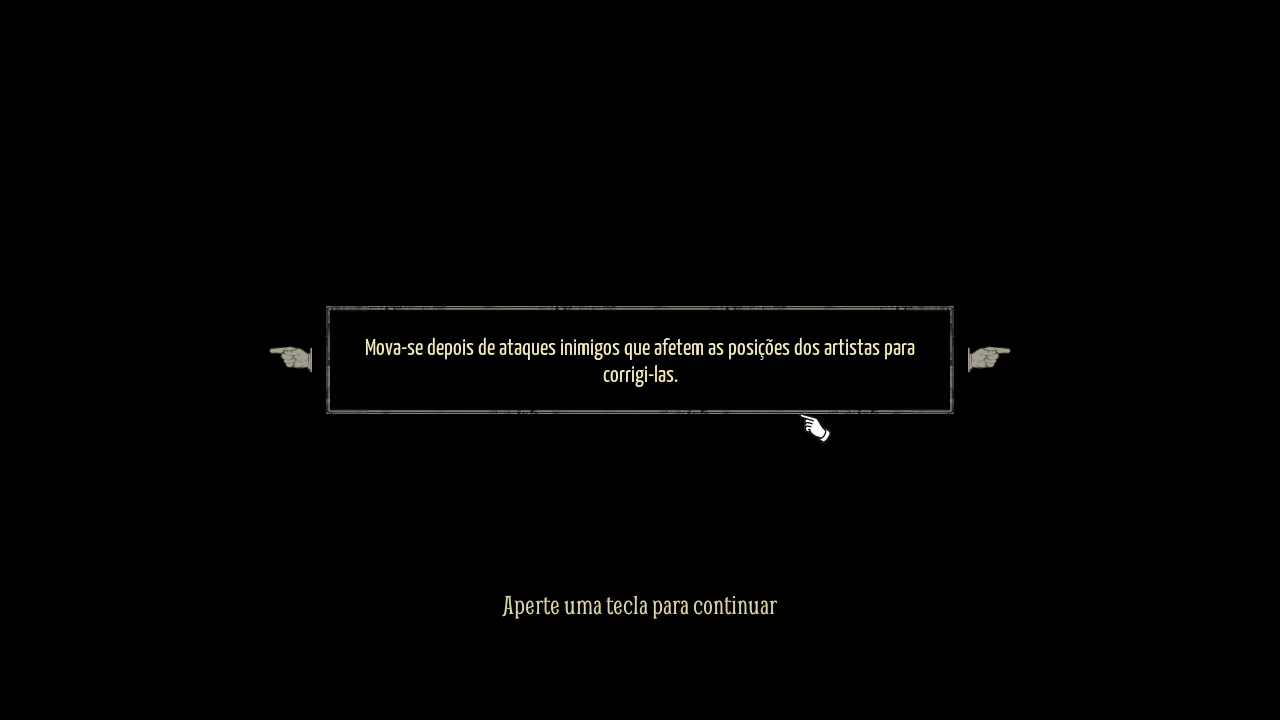 Mova-se depois de ataques inimigos que afetem as posições dos artistas para
corrigi-las.
Aperte uma tecla para continuar